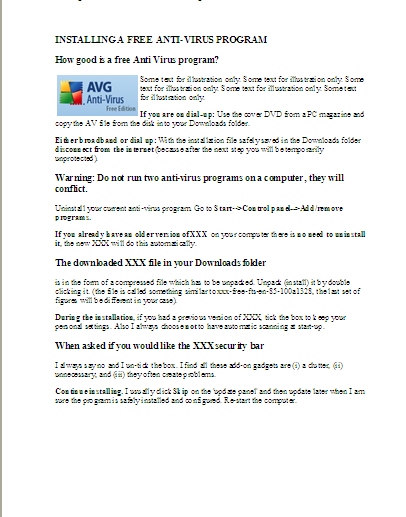 INSTALLING A FREE ANTI-VIRUS PROGRAM
How good is a free Anti Virus program?
AVG
Anti-Virus
Free Edition
Some text for illustration only. Some text for illustration only. Some
text for illustration only. Some text for illustration only. Some text
for illustration only.
If you are on dial-up: Use the cover DVD from a PC magazine and
copy the AV file from the disk into your Downloads folder.
Either broadband or dial up: With the installation file safely saved in the Downloads folder
disconnect from the internet (because after the next step you will be temporarily
unprotected).
Warning: Do not run two anti-virus programs on a computer, they will
conflict.
Uninstall your current anti-virus program. Go to Start-->Control panel-->Add/remove
programs.
If you already have an older version of XXX on your computer there is no need to uninstall
it, the new XXX will do this automatically.
The downloaded XXX file in your Downloads folder
is in the form of a compressed file which has to be unpacked. Unpack (install) it by double
clicking it. (the file is called something similar to xxx-free-fts-en-85-100a1328, the last set of
figures will be different in your case).
During the installation, if you had a previous version of XXX, tick the box to keep your
personal settings. Also I always choose not to have automatic scanning at start-up.
When asked if you would like the XXX security bar
I always say no and I un-tick the box. I find all these add-on gadgets are (i) a clutter, (ii)
unnecessary, and (iii) they often create problems.
Continue installing. I usually click Skip on the 'update panel' and then update later when I am
sure the program is safely installed and configured. Re-start the computer.